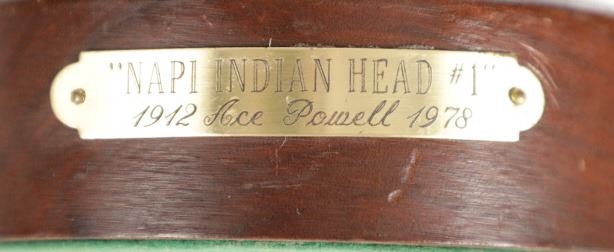 "NAPI INDIAN HEAD #1"
1912 Ace Powell 1978